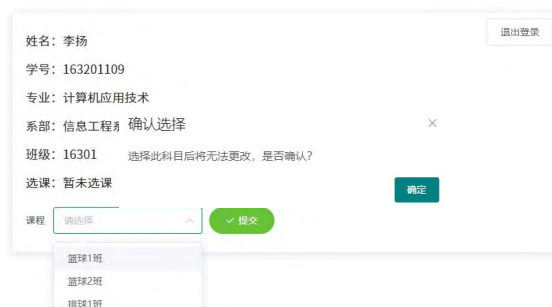 退出登录
姓名：李扬
学号：163201109
专业：计算机应用技术
系部：信息工程系
确认选择
班级：16301
选择此科目后将无法更改，是否确认？
选课：暂未选课
确定
课程 请选择 提交
篮球1班
篮球2班
排球1班